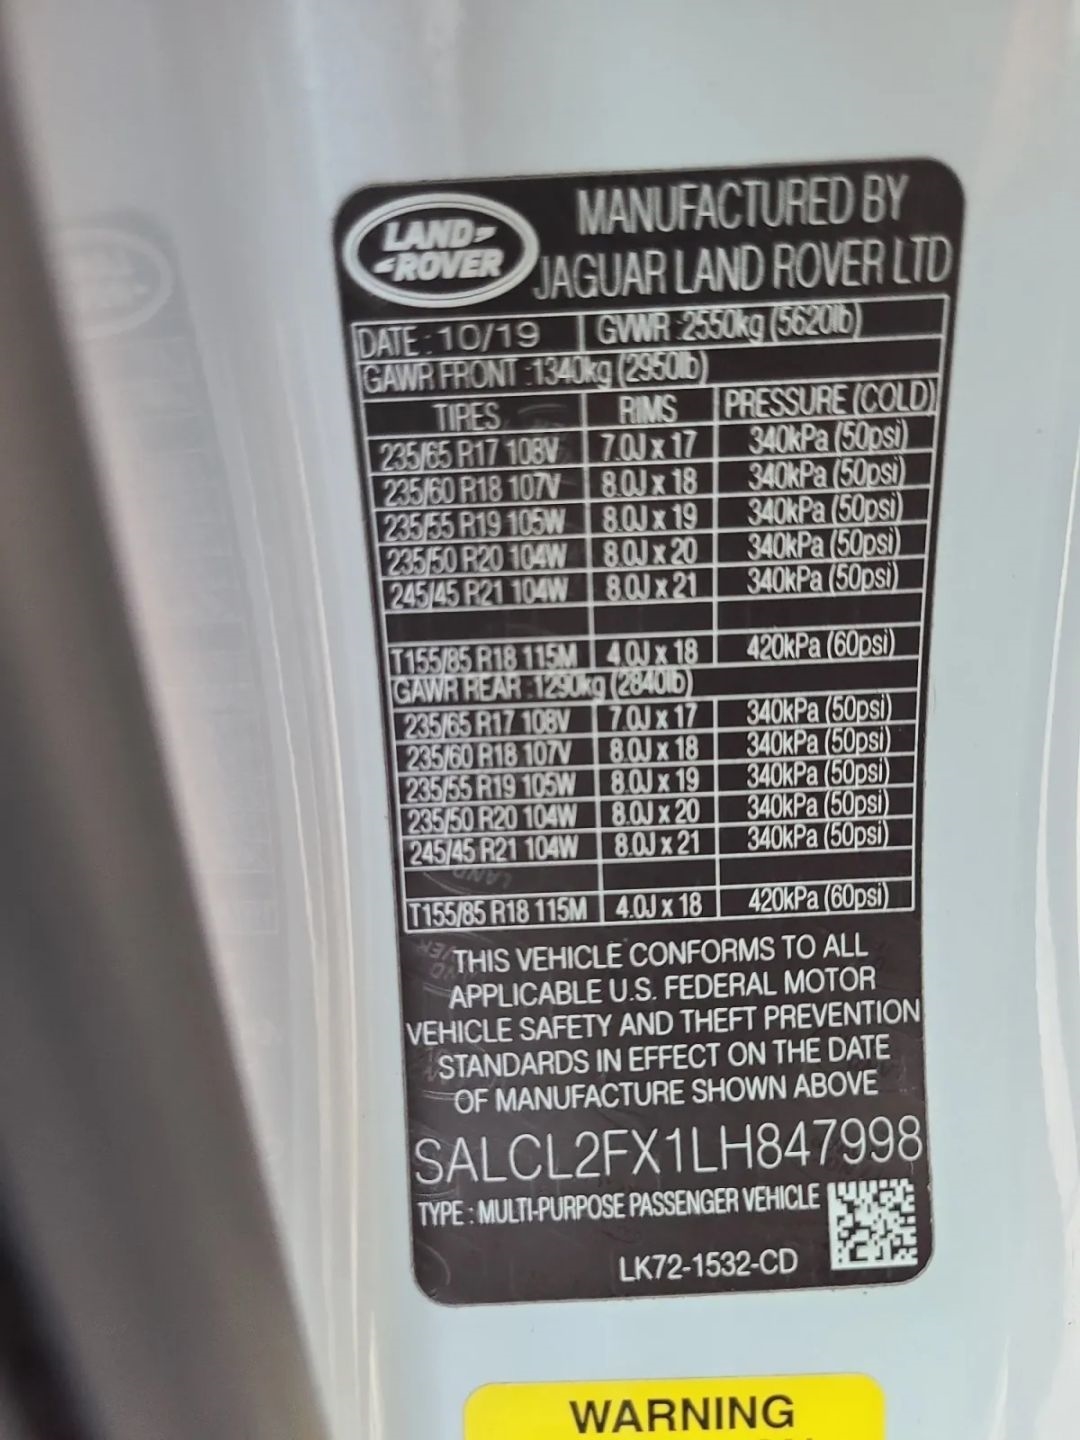 LAND-
-ROVER
MANUFACTURED BY
JAGUAR LAND ROVER LTD
DATE : 10/19 GVWR :2550kg (5620lb)
GAWR FRONT :1340kg (2950lb)
TIRES RIMS PRESSURE (COLD)
235/65 R17 108V 7.0J x 17 340kPa (50psi)
235/60 R18 107V 8.0J x 18 340kPa (50psi)
235/55 R19 105W 8.0J x 19 340kPa (50psi)
235/50 R20 104W 8.0J x 20 340kPa (50psi)
245/45 R21 104W 8.0J x 21 340kPa (50psi)
T155/85 R18 115M 4.0J x 18 420kPa (60psi)
GAWR REAR :1290kg (2840lb)
235/65 R17 108V 7.0J x 17 340kPa (50psi)
235/60 R18 107V 8.0J x 18 340kPa (50psi)
235/55 R19 105W 8.0J x 19 340kPa (50psi)
235/50 R20 104W 8.0J x 20 340kPa (50psi)
245/45 R21 104W 8.0J x 21 340kPa (50psi)
T155/85 R18 115M 4.0J x 18 420kPa (60psi)
THIS VEHICLE CONFORMS TO ALL
APPLICABLE U.S. FEDERAL MOTOR
VEHICLE SAFETY AND THEFT PREVENTION
STANDARDS IN EFFECT ON THE DATE
OF MANUFACTURE SHOWN ABOVE
SALCL2FX1LH847998
TYPE : MULTI-PURPOSE PASSENGER VEHICLE
LK72-1532-CD
WARNING